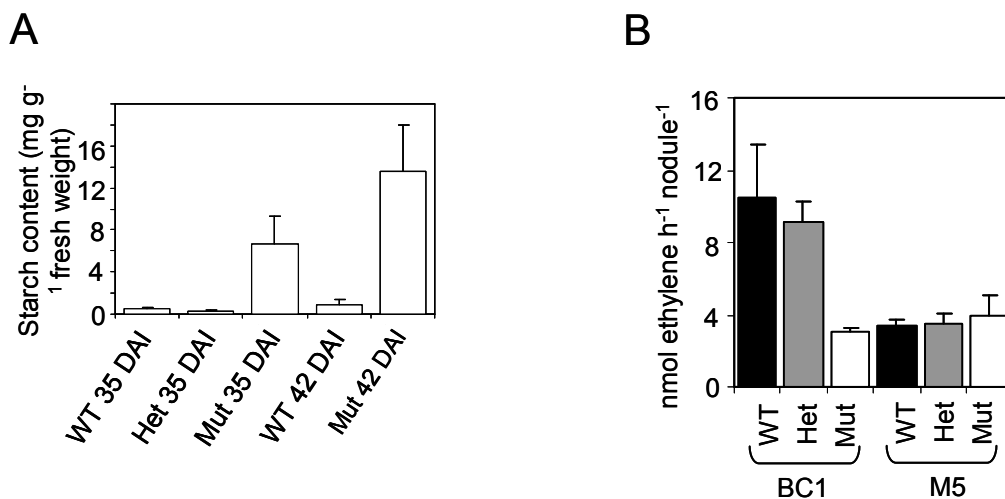 A
Starch content (mg g-
1 fresh weight)
16
12
8
4
0
WT 35 DAI
Het 35 DAI
Mut 35 DAI
WT 42 DAI
Mut 42 DAI
B
nmol ethylene h-1 nodule-1
16
12
8
4
0
WT
Het
Mut
WT
Het
Mut
BC1
M5